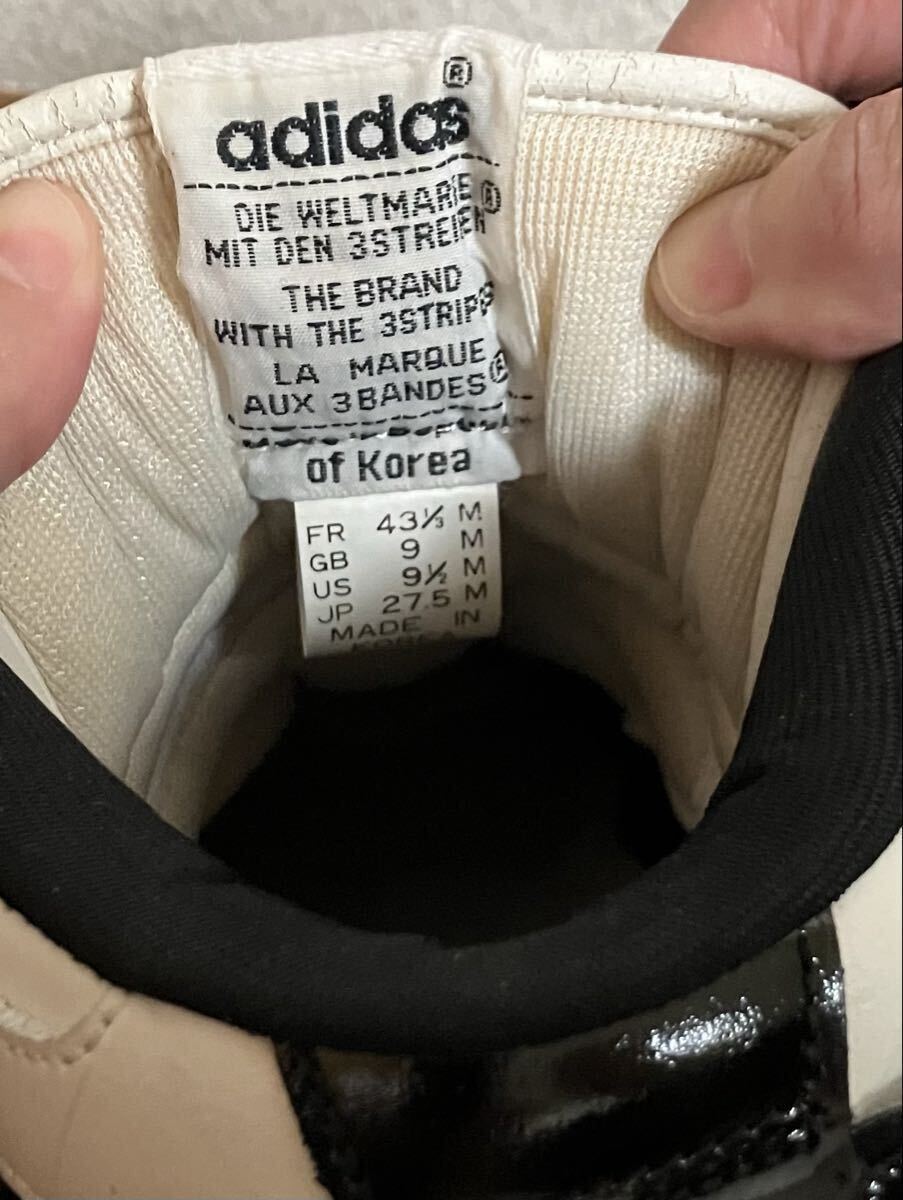 adidas®
DIE WELTMARKE®
MIT DEN 3STREIFEN
THE BRAND
WITH THE 3STRIPES
LA MARQUE
AUX 3BANDES®
of Korea
FR 43⅓ M
GB 9 M
US 9½ M
JP 27.5 M
MADE IN
KOREA